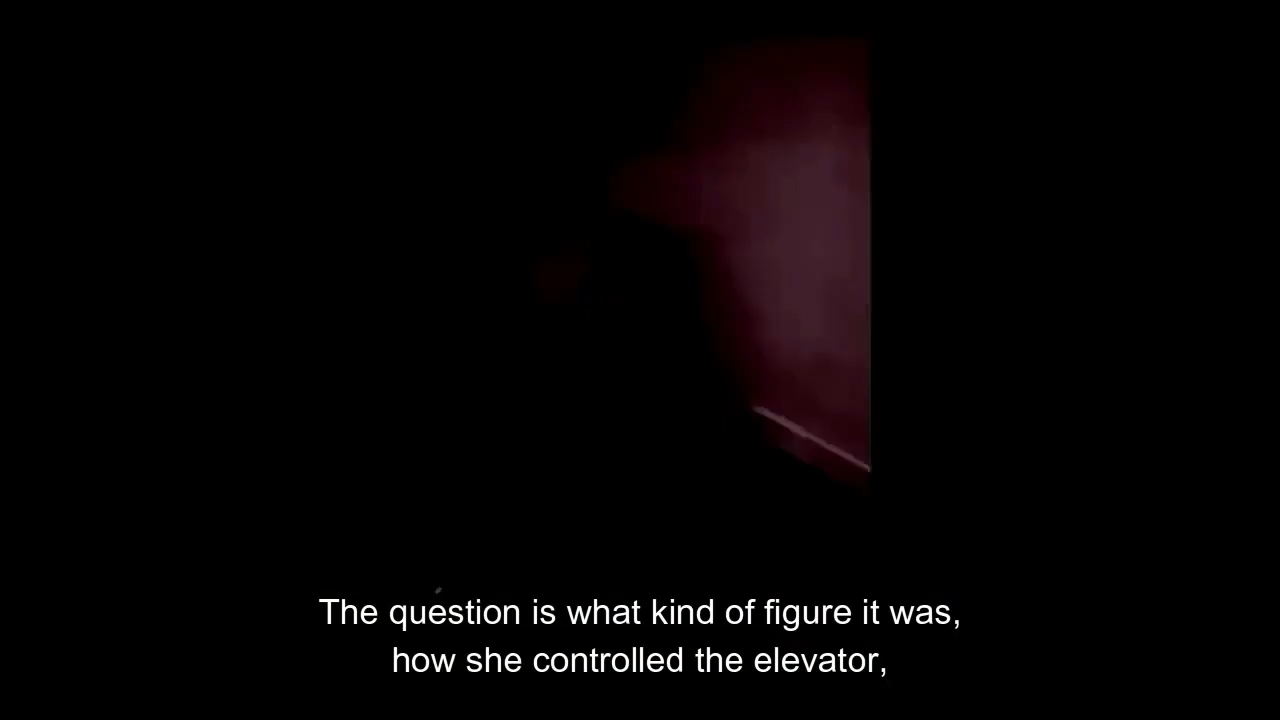 The question is what kind of figure it was,
how she controlled the elevator,